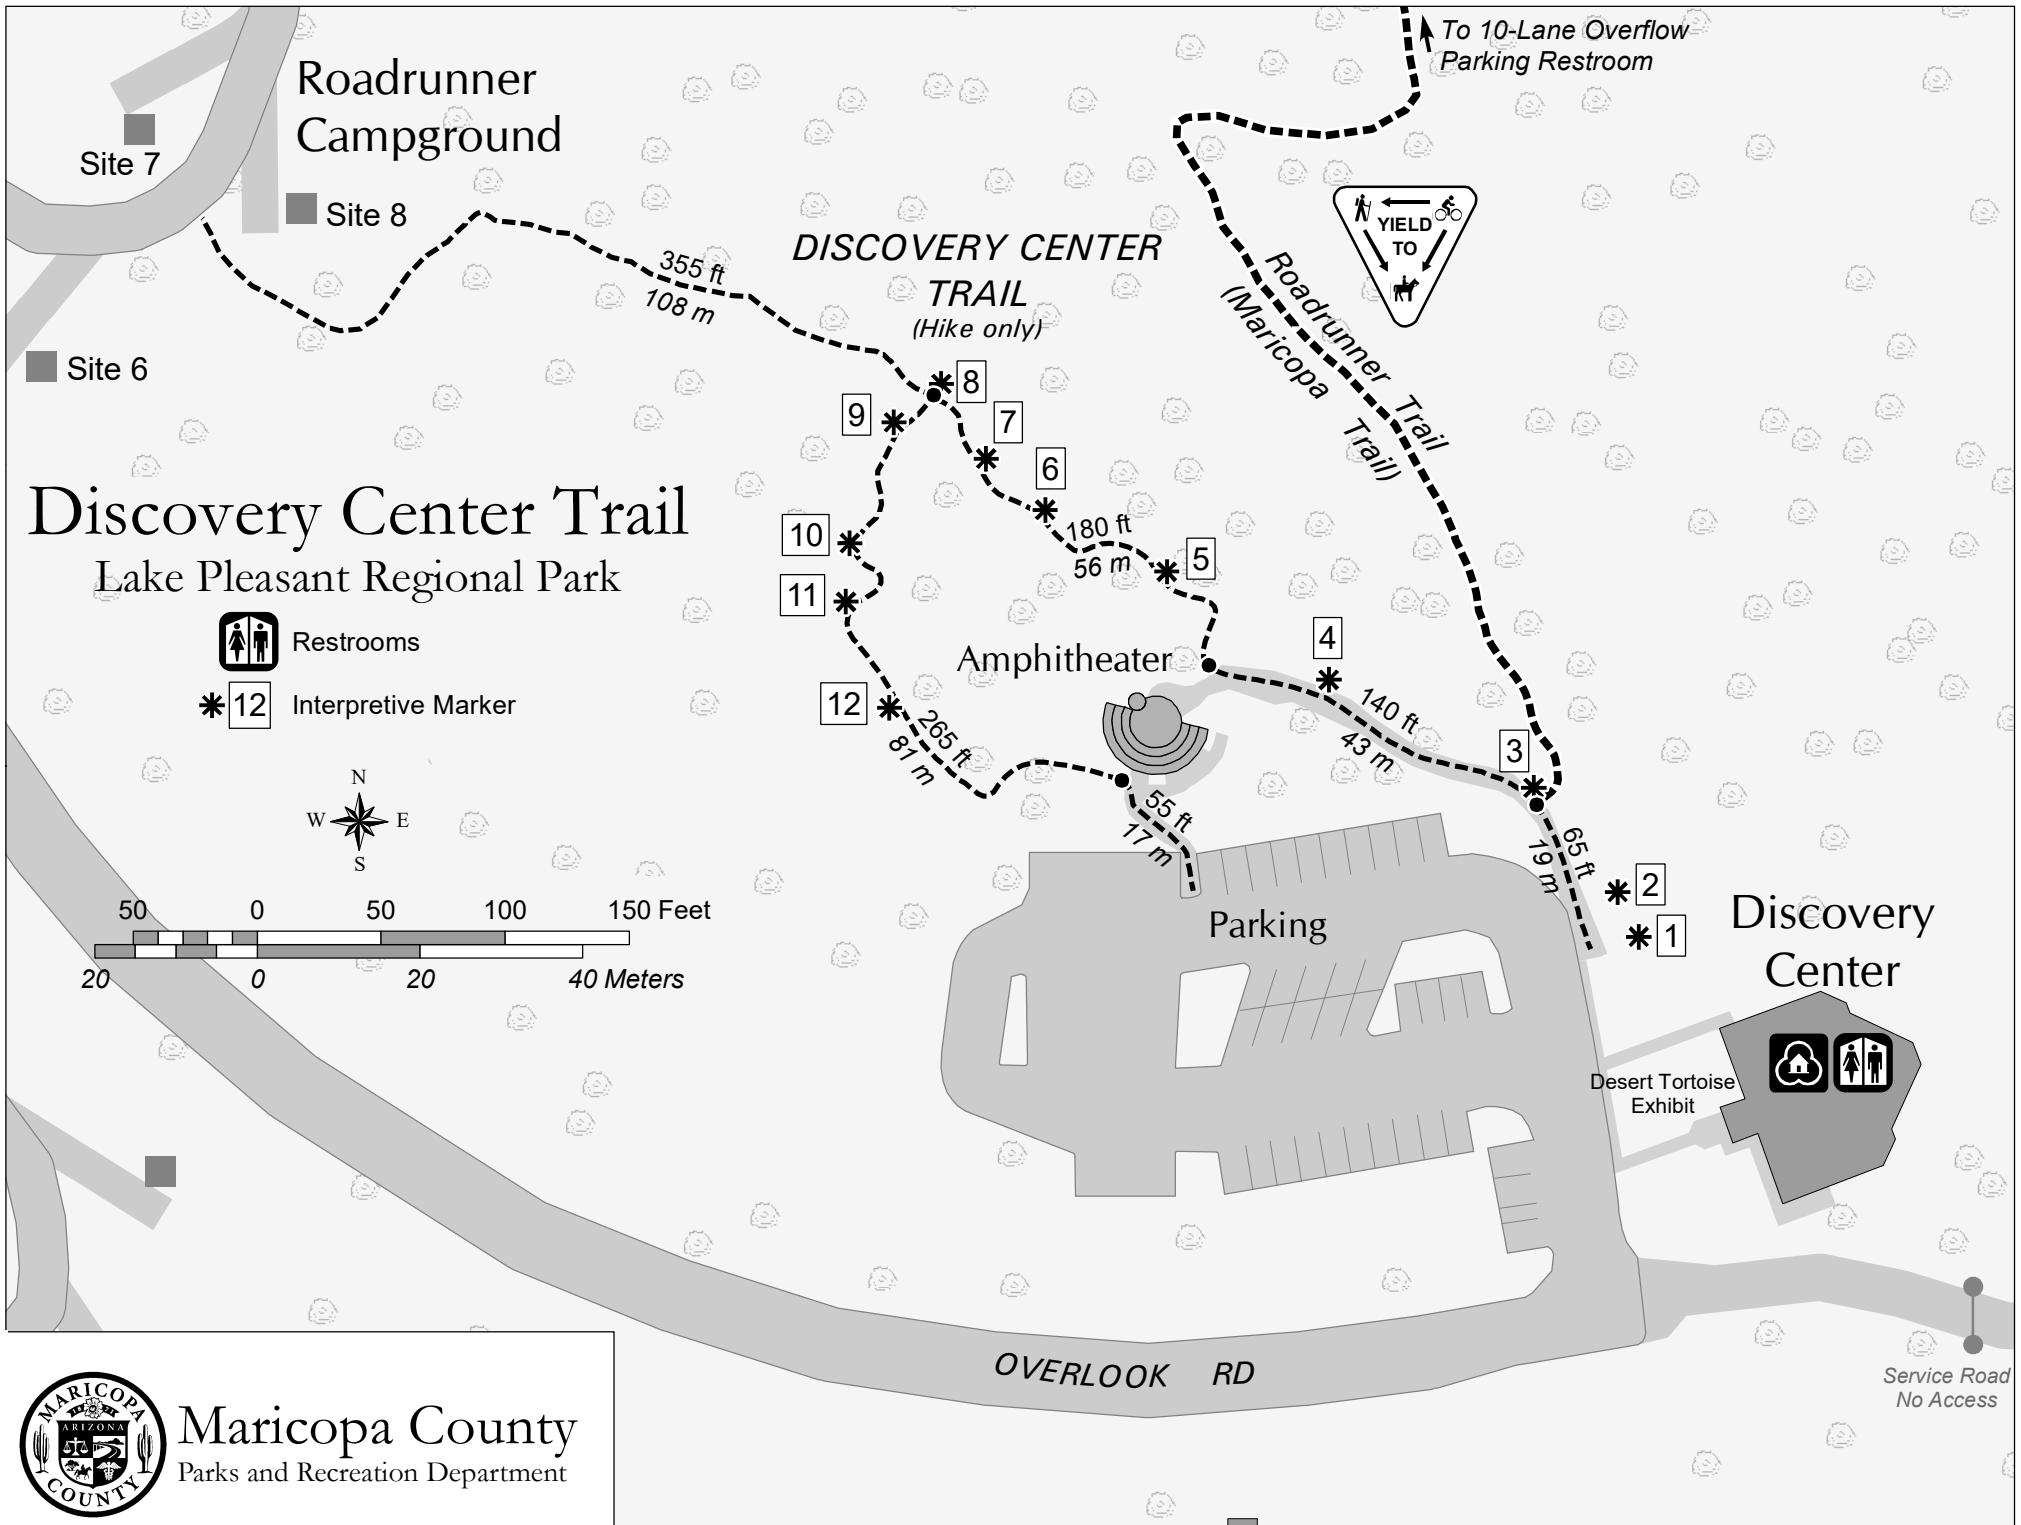 To 10-Lane Overflow
Parking Restroom
Roadrunner
Campground
Site 7
Site 8
Site 6
YIELD
TO
DISCOVERY CENTER
TRAIL
(Hike only)
355 ft
108 m
Roadrunner Trail
(Maricopa Trail)
8
9
7
6
10
180 ft
56 m
5
11
4
Amphitheater
12
140 ft
43 m
265 ft
81 m
3
55 ft
17 m
65 ft
19 m
2
1
Discovery Center Trail
Lake Pleasant Regional Park
Restrooms
12 Interpretive Marker
N
W E
S
50 0 50 100 150 Feet
20 0 20 40 Meters
Parking
Discovery
Center
Desert Tortoise
Exhibit
OVERLOOK RD
Service Road
No Access
MARICOPA
1871
ARIZONA
COUNTY
Maricopa County
Parks and Recreation Department